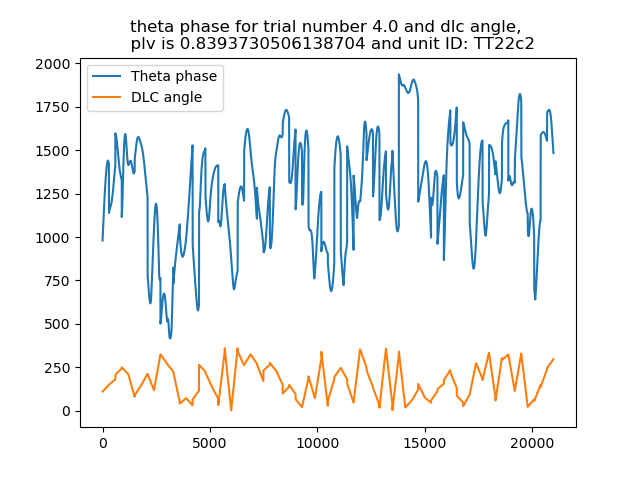 theta phase for trial number 4.0 and dlc angle,
plv is 0.8393730506138704 and unit ID: TT22c2
Theta phase
DLC angle
2000
1750
1500
1250
1000
750
500
250
0
0 5000 10000 15000 20000